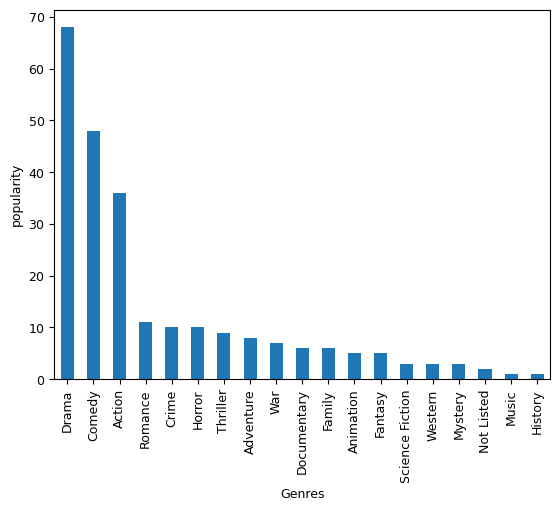 70
60
50
40
30
20
10
0
popularity
Drama
Comedy
Action
Romance
Crime
Horror
Thriller
Adventure
War
Documentary
Family
Animation
Fantasy
Science Fiction
Western
Mystery
Not Listed
Music
History
Genres